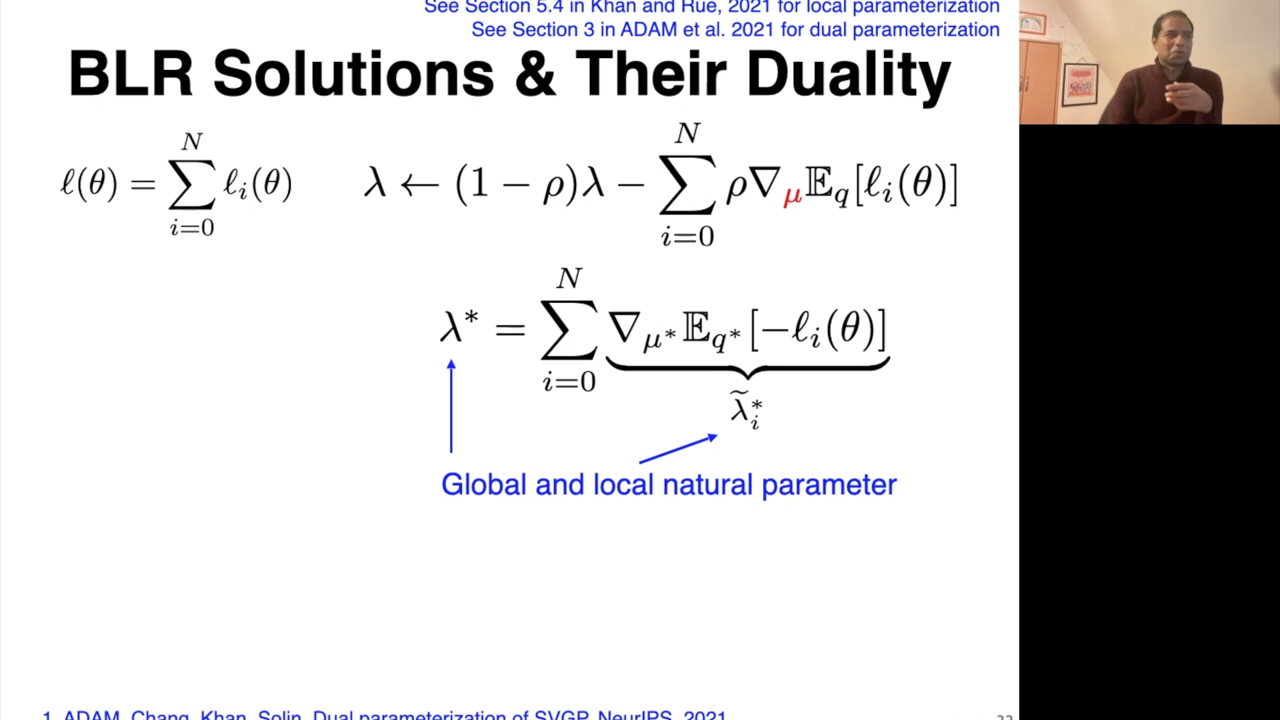 See Section 5.4 in Khan and Rue, 2021 for local parameterization
See Section 3 in ADAM et al. 2021 for dual parameterization
BLR Solutions & Their Duality
ℓ(θ) = ∑_{i=0}^{N} ℓ_i(θ)    λ ← (1 − ρ)λ − ∑_{i=0}^{N} ρ∇_μ 𝔼_q[ℓ_i(θ)]
λ* = ∑_{i=0}^{N} ∇_{μ*} 𝔼_{q*}[−ℓ_i(θ)]
λ̃_i^*
Global and local natural parameter
1. ADAM, Chang, Khan, Solin, Dual parameterization of SVGP, NeurIPS, 2021